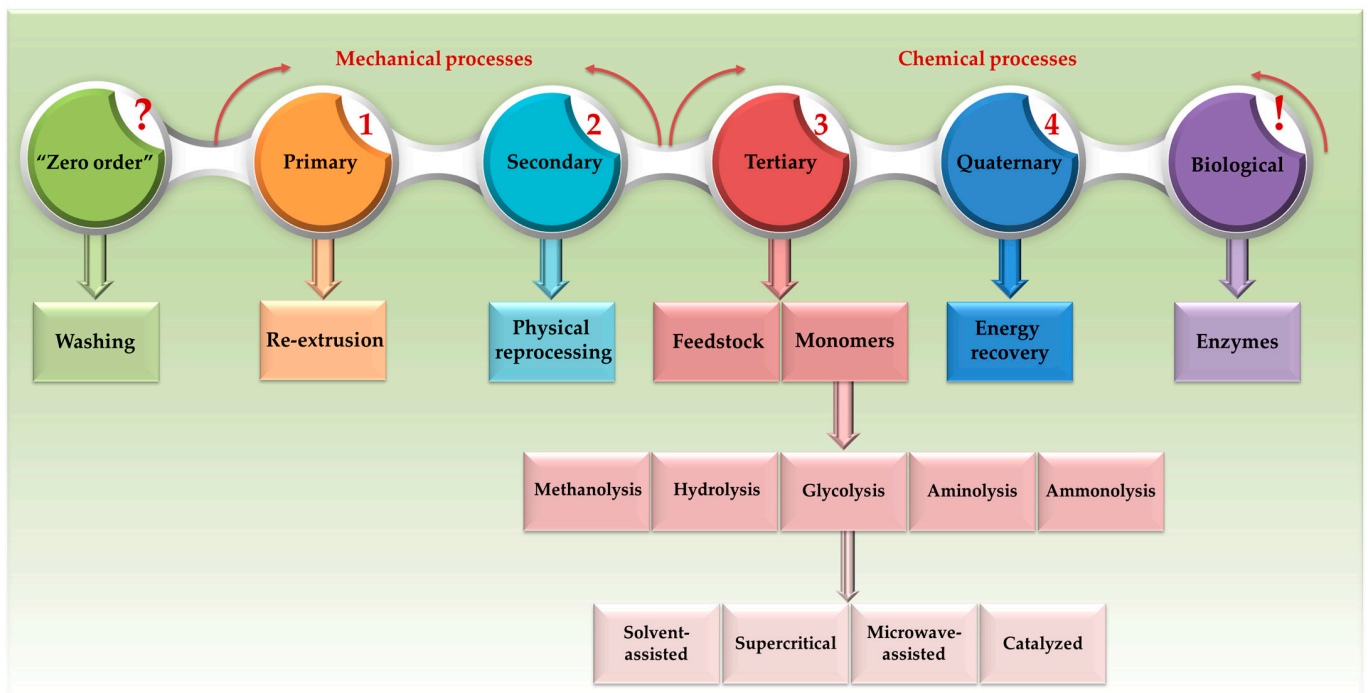 Mechanical processes
Chemical processes
?
1
2
3
4
!
“Zero order”
Primary
Secondary
Tertiary
Quaternary
Biological
Washing
Re-extrusion
Physical
reprocessing
Feedstock
Monomers
Energy
recovery
Enzymes
Methanolysis
Hydrolysis
Glycolysis
Aminolysis
Ammonolysis
Solvent-
assisted
Supercritical
Microwave-
assisted
Catalyzed